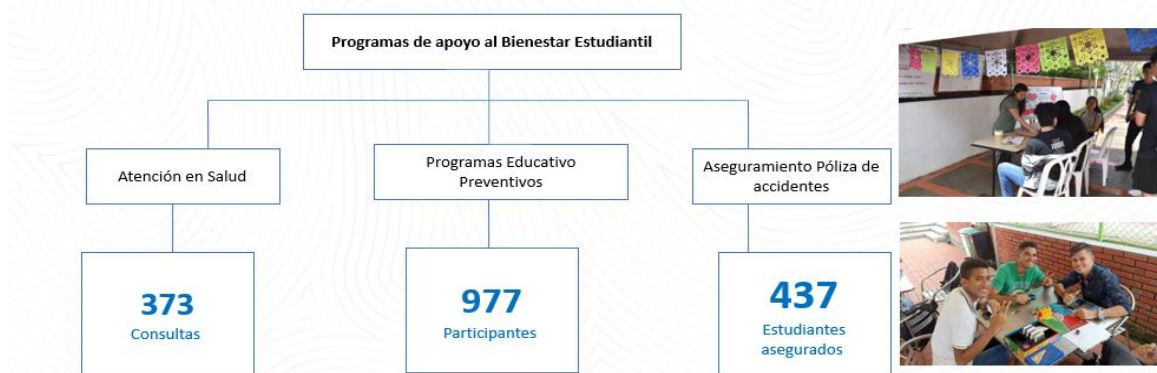 Programas de apoyo al Bienestar Estudiantil
Atención en Salud
Programas Educativo
Preventivos
Aseguramiento Póliza de
accidentes
373
Consultas
977
Participantes
437
Estudiantes
asegurados